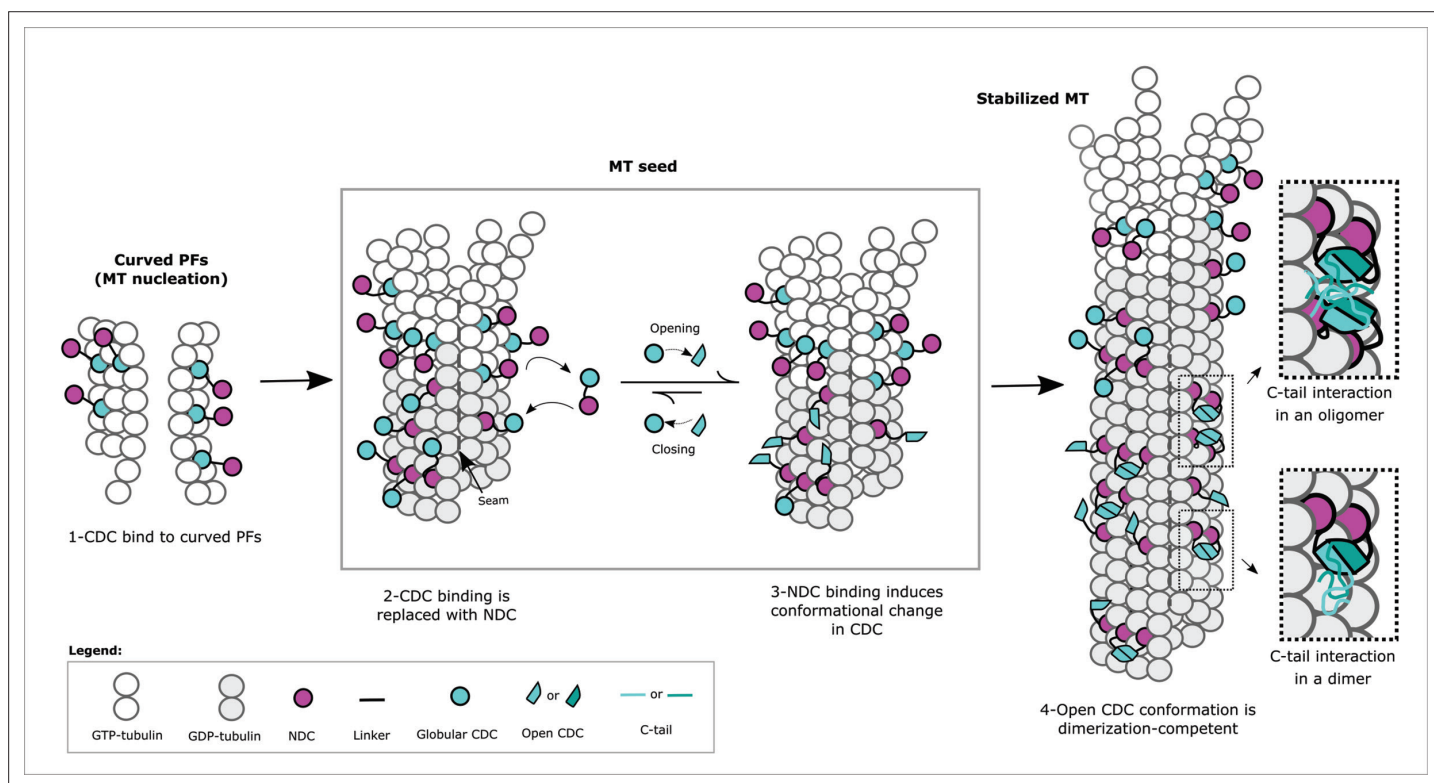 Stabilized MT
MT seed
Curved PFs
(MT nucleation)
Opening
Closing
Seam
C-tail interaction
in an oligomer
1-CDC bind to curved PFs
2-CDC binding is
replaced with NDC
3-NDC binding induces
conformational change
in CDC
C-tail interaction
in a dimer
4-Open CDC conformation is
dimerization-competent
Legend:
or
or
GTP-tubulin
GDP-tubulin
NDC
Linker
Globular CDC
Open CDC
C-tail